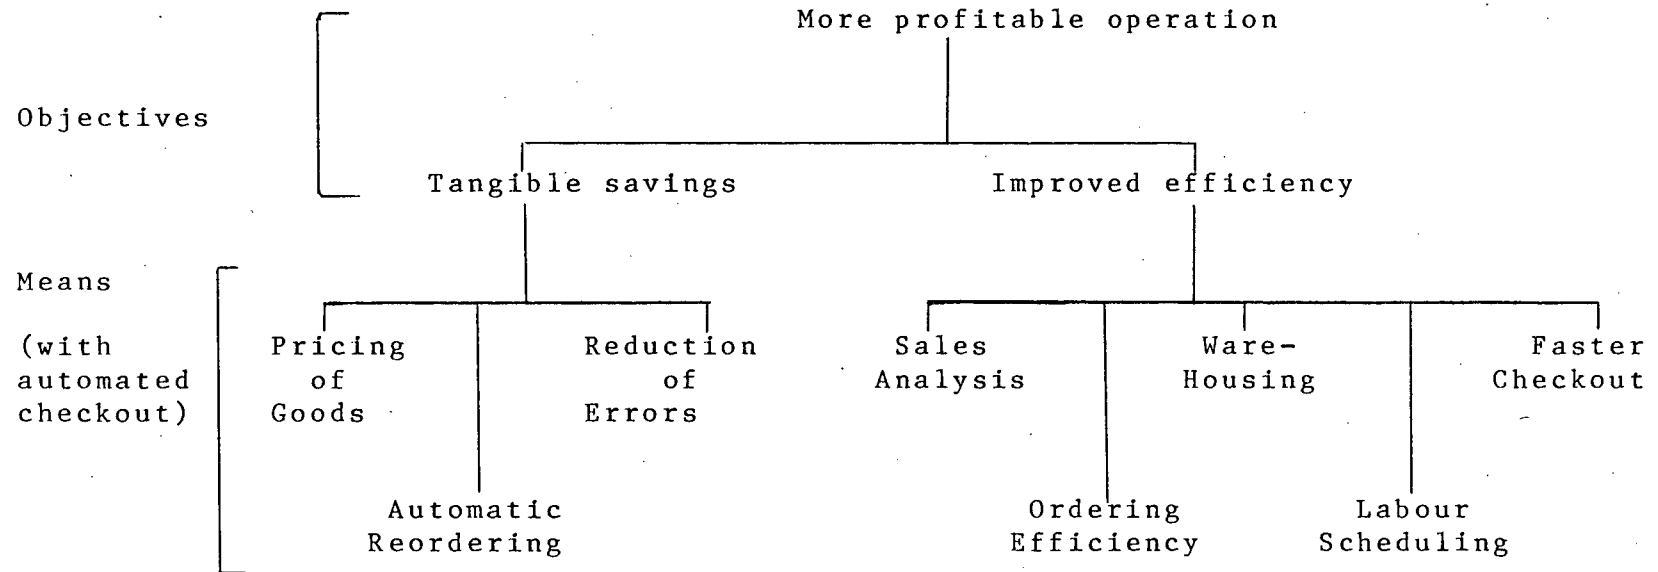 More profitable operation
Objectives
Tangible savings
Improved efficiency
Means
(with
automated
checkout)
Pricing
of
Goods
Reduction
of
Errors
Sales
Analysis
Ware-
Housing
Faster
Checkout
Automatic
Reordering
Ordering
Efficiency
Labour
Scheduling